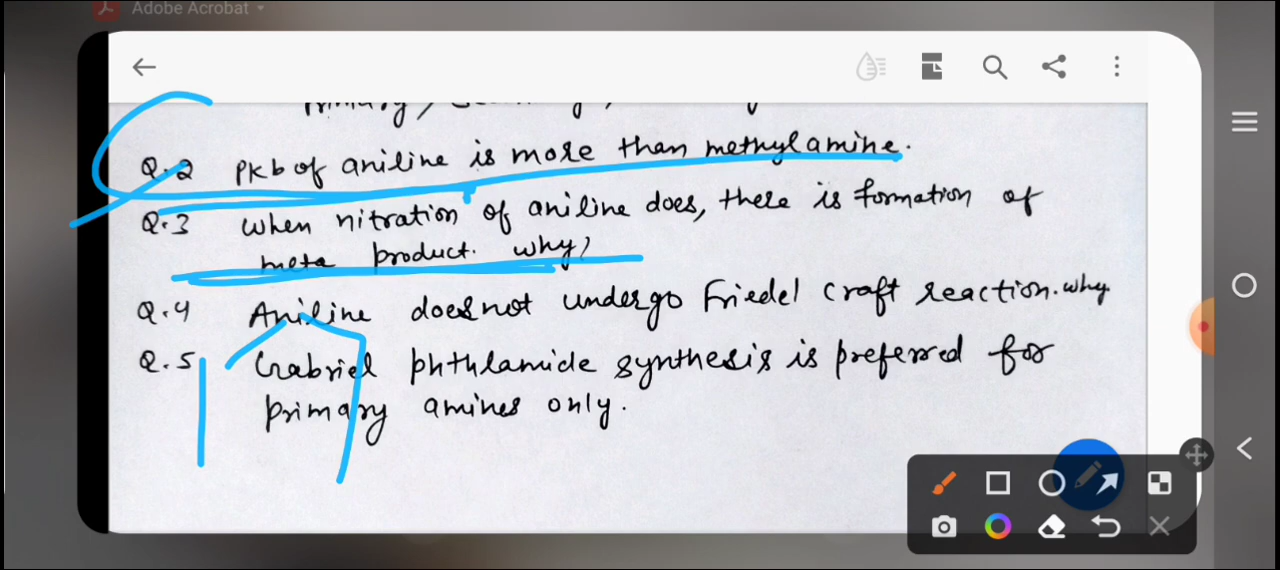 Adobe Acrobat
Q.2 PKb of aniline is more than methylamine.
Q.3 When nitration of aniline does, there is formation of
meta product. why?
Q.4 Aniline does not undergo Friedel craft reaction. why.
Q.5 Gabriel phthlamide synthesis is preferred for
primary amines only.